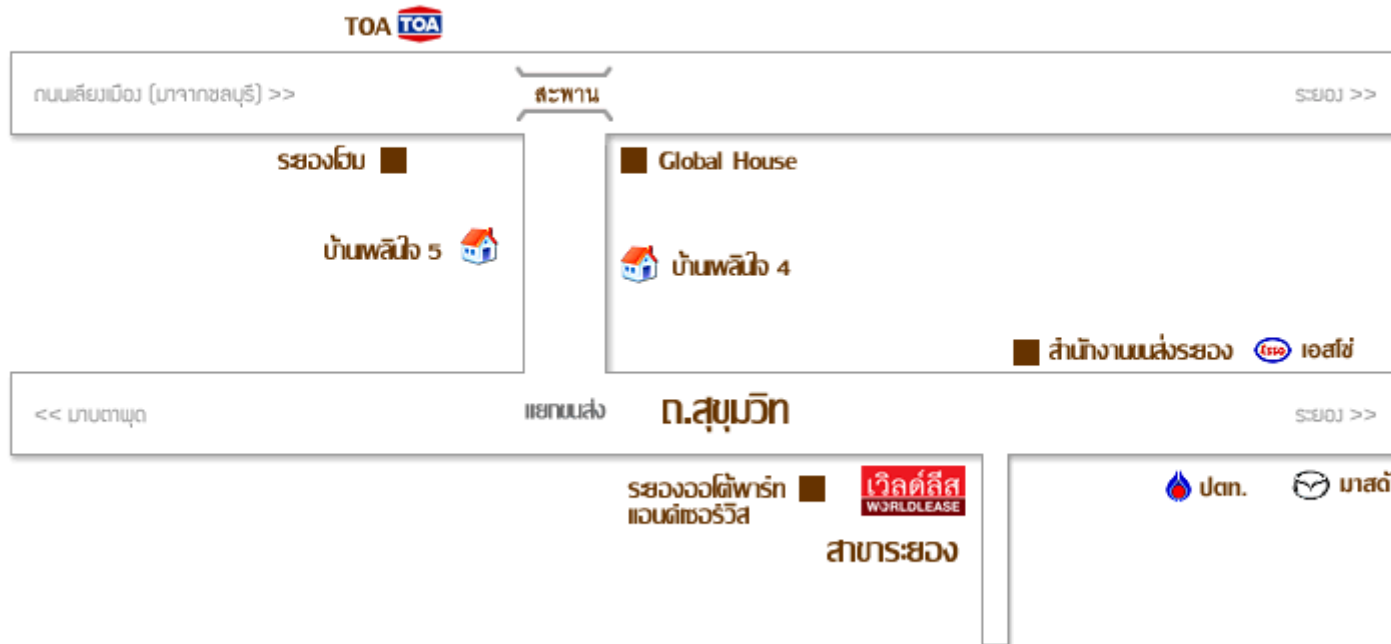 TOA TOA
ถนนเลี่ยงเมือง (มาจากชลบุรี) >>
สะพาน
ระยอง >>
ระยองโฮม
Global House
บ้านเพลินใจ 5
บ้านเพลินใจ 4
สำนักงานขนส่งระยอง
Esso
เอสโซ่
<< มาบตาพุด
แยกขนส่ง
ถ.สุขุมวิท
ระยอง >>
ระยองออโต้พาร์ท
แอนด์เซอร์วิส
เวิลด์ลีส
WORLDLEASE
สาขาระยอง
ปตท.
มาสด้